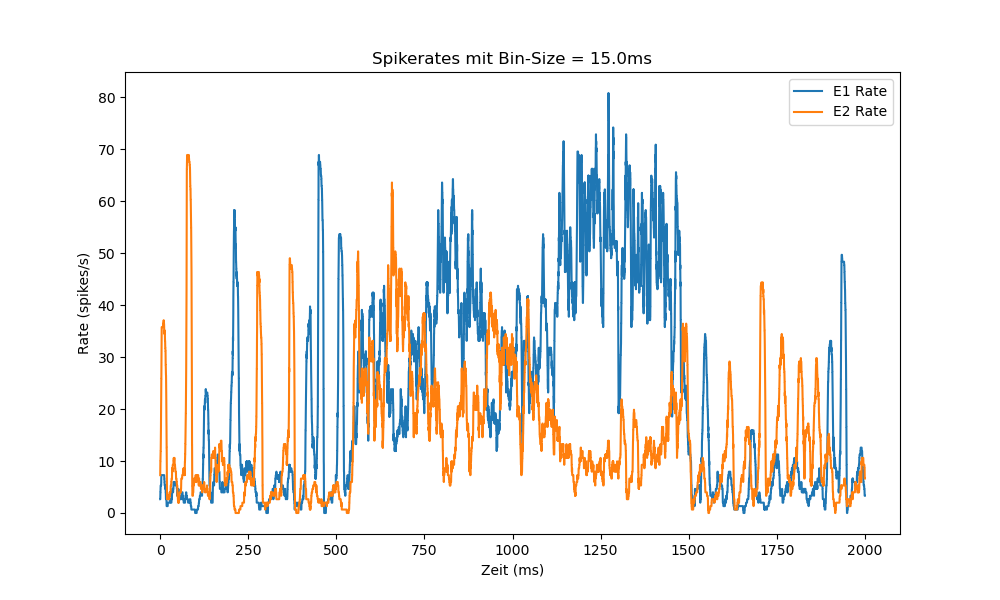 Spikerates mit Bin-Size = 15.0ms
E1 Rate
E2 Rate
80
70
60
50
40
30
20
10
0
Rate (spikes/s)
0 250 500 750 1000 1250 1500 1750 2000
Zeit (ms)